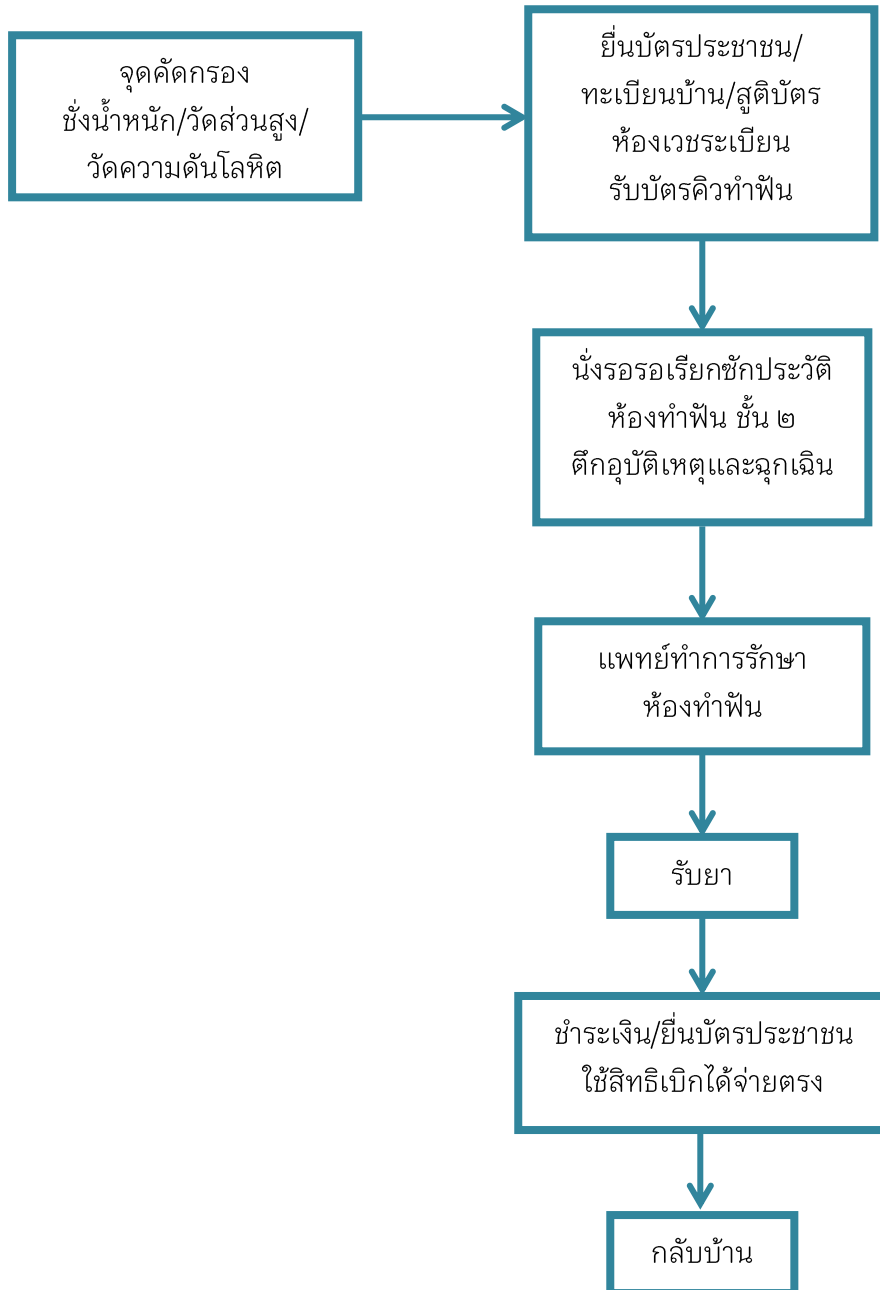 จุดคัดกรอง
ชั่งน้ำหนัก/วัดส่วนสูง/
วัดความดันโลหิต
ยื่นบัตรประชาชน/
ทะเบียนบ้าน/สูติบัตร
ห้องเวชระเบียน
รับบัตรคิวทำฟัน
นั่งรอรอเรียกซักประวัติ
ห้องทำฟัน ชั้น ๒
ตึกอุบัติเหตุและฉุกเฉิน
แพทย์ทำการรักษา
ห้องทำฟัน
รับยา
ชำระเงิน/ยื่นบัตรประชาชน
ใช้สิทธิเบิกได้จ่ายตรง
กลับบ้าน